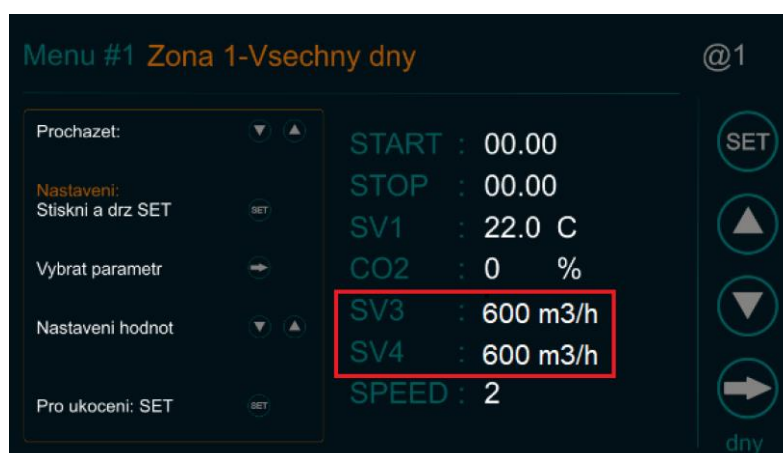 Menu #1 Zona 1-Vsechny dny
@1
Prochazet:
Nastaveni:
Stiskni a drz SET
SET
Vybrat parametr
Nastaveni hodnot
Pro ukoceni: SET
SET
START : 00.00
STOP : 00.00
SV1 : 22.0 C
CO2 : 0 %
SV3 : 600 m3/h
SV4 : 600 m3/h
SPEED : 2
SET
dny